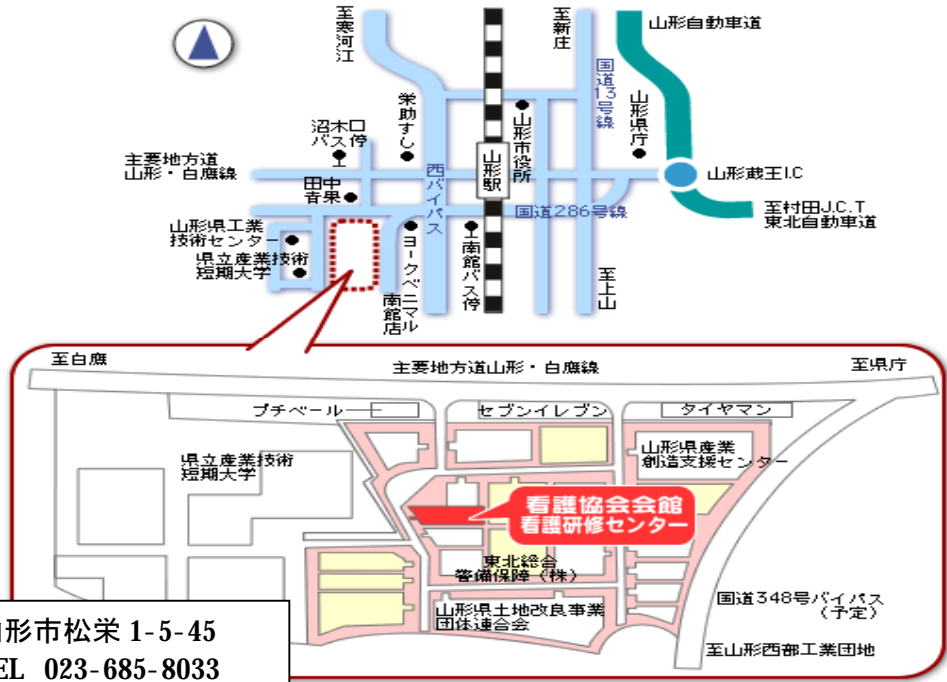 至寒河江
至新庄
山形自動車道
国道13号線
栄助すし
沼木口
バス停
山形市役所
山形県庁
主要地方道
山形・白鷹線
西バイパス
山形駅
山形蔵王I.C
田中
青果
国道286号線
至村田J.C.T
東北自動車道
山形県工業
技術センター
県立産業技術
短期大学
ヨークベニマル
南館店
南館バス停
至上山
至白鷹
主要地方道山形・白鷹線
至県庁
プチベール
セブンイレブン
タイヤマン
県立産業技術
短期大学
山形県産業
創造支援センター
看護協会会館
看護研修センター
東北総合
警備保障(株)
山形県土地改良事業
団体連合会
国道348号バイパス
(予定)
至山形西部工業団地
形市松栄 1-5-45
EL 023-685-8033